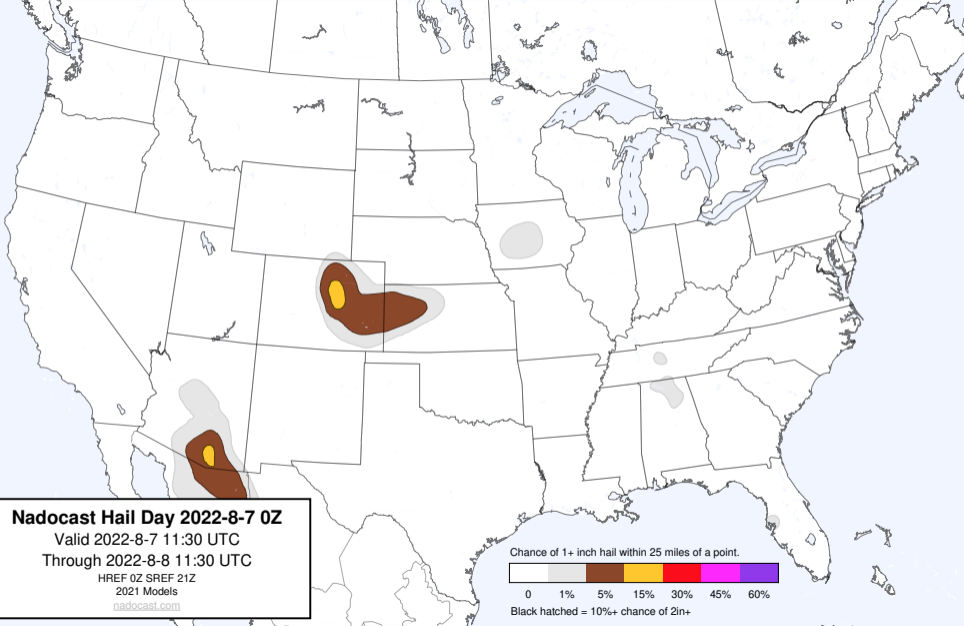 Nadocast Hail Day 2022-8-7 0Z
Valid 2022-8-7 11:30 UTC
Through 2022-8-8 11:30 UTC
HREF 0Z SREF 21Z
2021 Models
nadocast.com
Chance of 1+ inch hail within 25 miles of a point.
0 1% 5% 15% 30% 45% 60%
Black hatched = 10%+ chance of 2in+